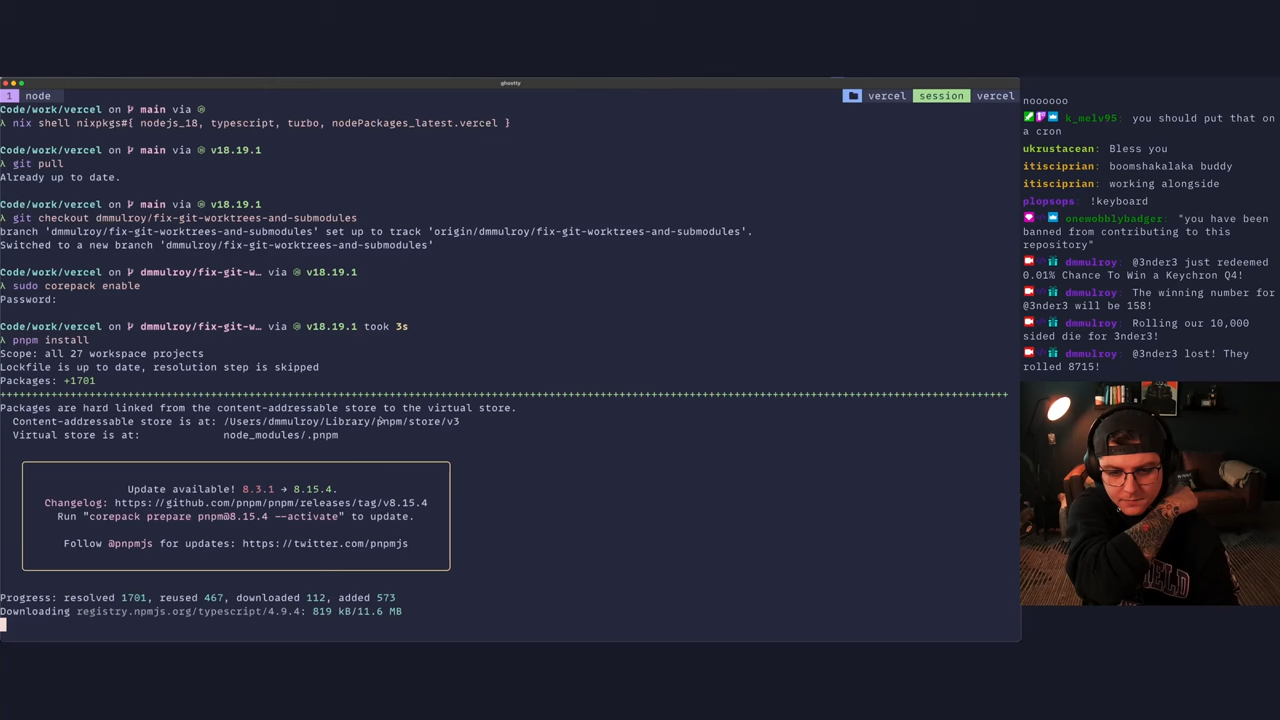 ghostty
1 node
vercel session vercel
Code/work/vercel on main via
λ nix shell nixpkgs#{ nodejs_18, typescript, turbo, nodePackages_latest.vercel }
Code/work/vercel on main via v18.19.1
λ git pull
Already up to date.
Code/work/vercel on main via v18.19.1
λ git checkout dmmulroy/fix-git-worktrees-and-submodules
branch 'dmmulroy/fix-git-worktrees-and-submodules' set up to track 'origin/dmmulroy/fix-git-worktrees-and-submodules'.
Switched to a new branch 'dmmulroy/fix-git-worktrees-and-submodules'
Code/work/vercel on dmmulroy/fix-git-w… via v18.19.1
λ sudo corepack enable
Password:
Code/work/vercel on dmmulroy/fix-git-w… via v18.19.1 took 3s
λ pnpm install
Scope: all 27 workspace projects
Lockfile is up to date, resolution step is skipped
Packages: +1701
Packages are hard linked from the content-addressable store to the virtual store.
Content-addressable store is at: /Users/dmmulroy/Library/pnpm/store/v3
Virtual store is at: node_modules/.pnpm
Update available! 8.3.1 → 8.15.4.
Changelog: https://github.com/pnpm/pnpm/releases/tag/v8.15.4
Run "corepack prepare pnpm@8.15.4 --activate" to update.
Follow @pnpmjs for updates: https://twitter.com/pnpmjs
Progress: resolved 1701, reused 467, downloaded 112, added 573
Downloading registry.npmjs.org/typescript/4.9.4: 819 kB/11.6 MB
noooooo
k_melv95: you should put that on
a cron
ukrustacean: Bless you
itisciprian: boomshakalaka buddy
itisciprian: working alongside
plopsops: !keyboard
onewobblybadger: "you have been
banned from contributing to this
repository"
dmmulroy: @3nder3 just redeemed
0.01% Chance To Win a Keychron Q4!
dmmulroy: The winning number for
@3nder3 will be 158!
dmmulroy: Rolling our 10,000
sided die for 3nder3!
dmmulroy: @3nder3 lost! They
rolled 8715!